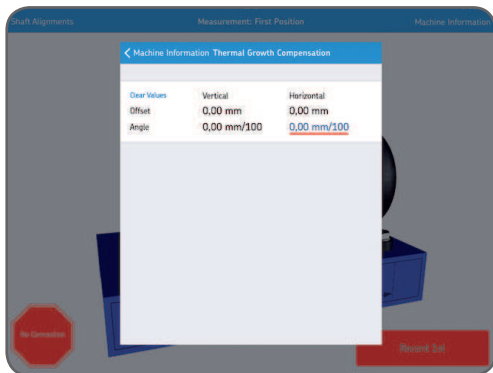 Shaft Alignments Measurement: First Position Machine Information
Machine Information Thermal Growth Compensation
Clear Values Vertical Horizontal
Offset 0,00 mm 0,00 mm
Angle 0,00 mm/100 0,00 mm/100
No Connection
Record 1st